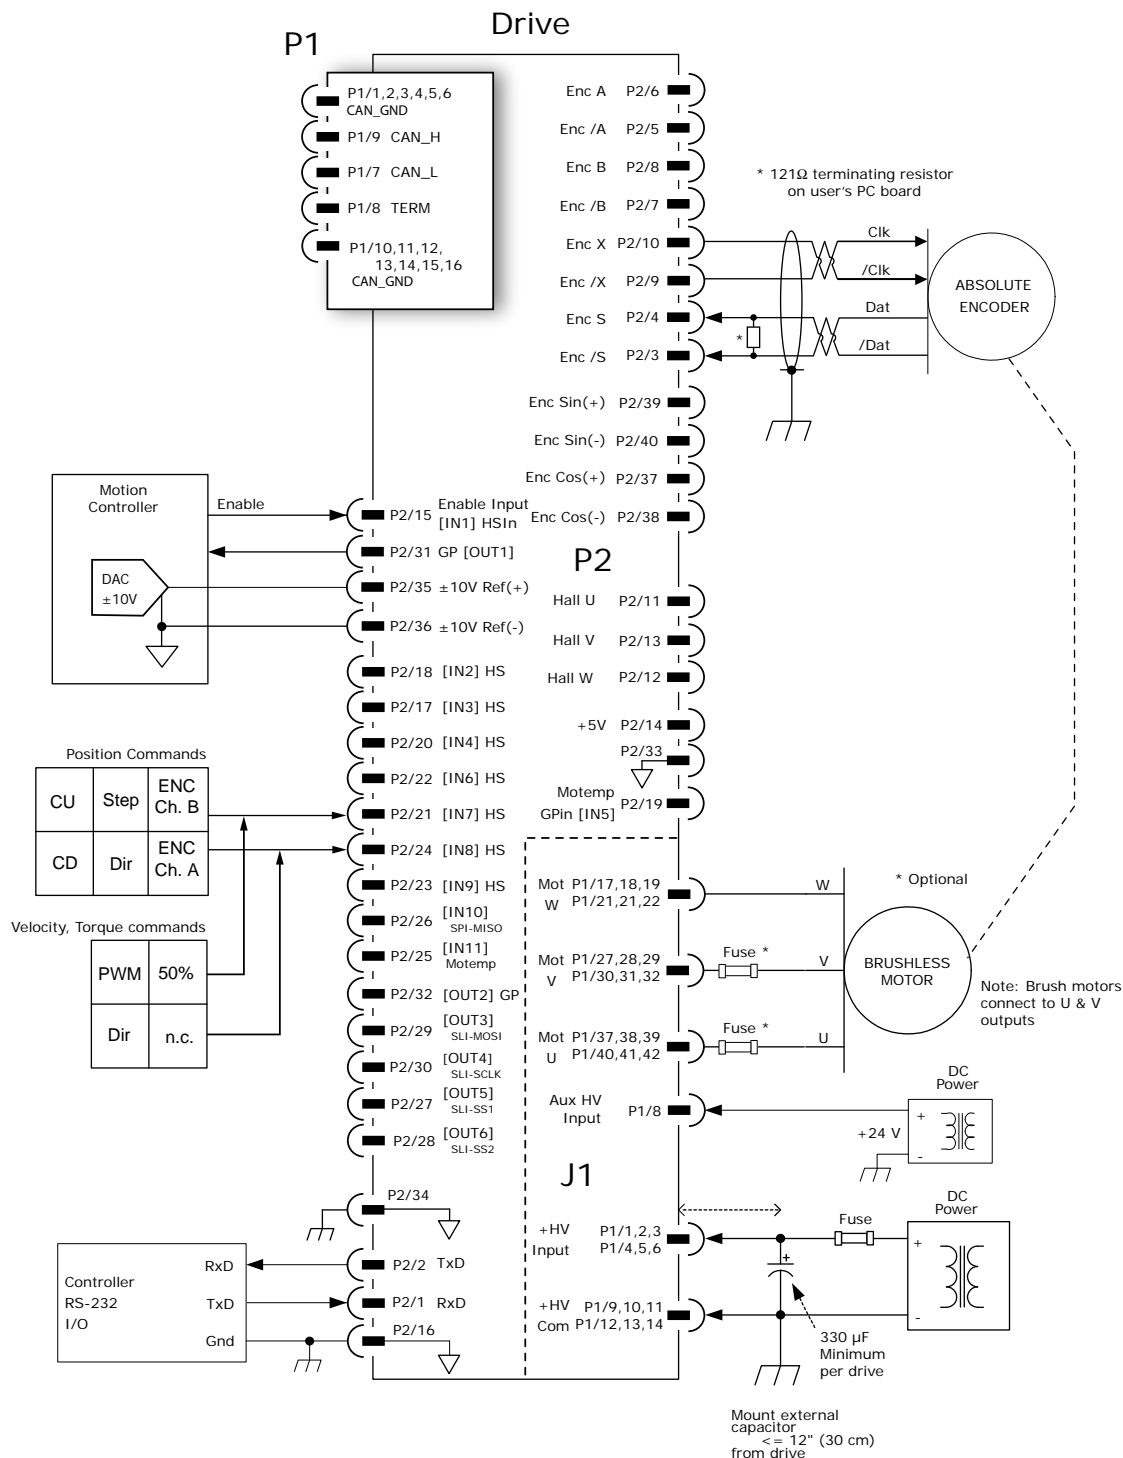 Drive
P1
P1/1,2,3,4,5,6
CAN_GND
P1/9 CAN_H
P1/7 CAN_L
P1/8 TERM
P1/10,11,12,
13,14,15,16
CAN_GND
Enc A P2/6
Enc /A P2/5
Enc B P2/8
Enc /B P2/7
Enc X P2/10
Enc /X P2/9
Enc S P2/4
Enc /S P2/3
Enc Sin(+) P2/39
Enc Sin(-) P2/40
Enc Cos(+) P2/37
Enc Cos(-) P2/38
* 121Ω terminating resistor
on user's PC board
Clk
/Clk
Dat
/Dat
*
ABSOLUTE
ENCODER
Motion
Controller
Enable
DAC
±10V
P2/15 Enable Input
[IN1] HSIn
P2/31 GP [OUT1]
P2/35 ±10V Ref(+)
P2/36 ±10V Ref(-)
P2/18 [IN2] HS
P2/17 [IN3] HS
P2/20 [IN4] HS
P2/22 [IN6] HS
P2/21 [IN7] HS
P2/24 [IN8] HS
P2/23 [IN9] HS
P2/26 [IN10]
SPI-MISO
P2/25 [IN11]
Motemp
P2/32 [OUT2] GP
P2/29 [OUT3]
SLI-MOSI
P2/30 [OUT4]
SLI-SCLK
P2/27 [OUT5]
SLI-SS1
P2/28 [OUT6]
SLI-SS2
P2/34
P2/2 TxD
P2/1 RxD
P2/16
Position Commands
CU Step ENC Ch. B
CD Dir ENC Ch. A
Velocity, Torque commands
PWM 50%
Dir n.c.
Controller
RS-232
I/O
RxD
TxD
Gnd
P2
Hall U P2/11
Hall V P2/13
Hall W P2/12
+5V P2/14
P2/33
Motemp
GPin [IN5] P2/19
Mot W P1/17,18,19
P1/21,21,22
Mot V P1/27,28,29
P1/30,31,32
Mot U P1/37,38,39
P1/40,41,42
Aux HV
Input P1/8
J1
+HV Input P1/1,2,3
P1/4,5,6
+HV Com P1/9,10,11
P1/12,13,14
W
Fuse *
V
Fuse *
U
* Optional
BRUSHLESS
MOTOR
Note: Brush motors
connect to U & V
outputs
DC
Power
+24 V
+
-
DC
Power
Fuse
+
-
+
330 µF
Minimum
per drive
Mount external
capacitor
<= 12" (30 cm)
from drive